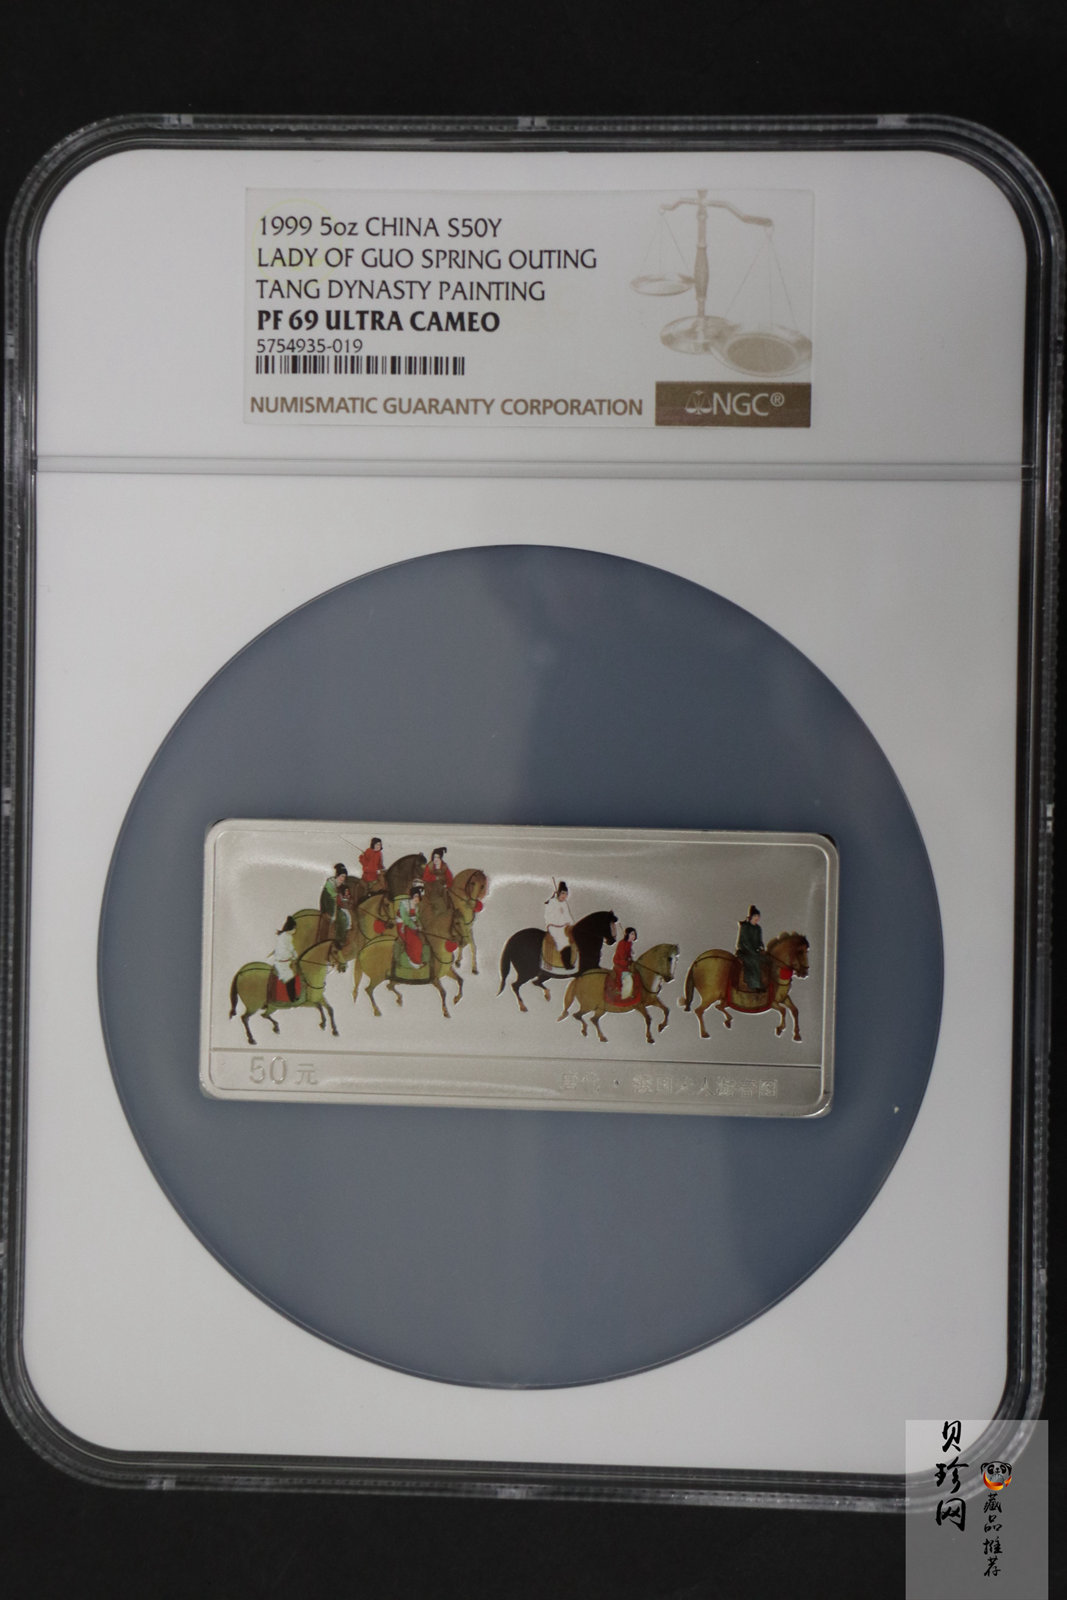 1999 5oz CHINA S50Y
LADY OF GUO SPRING OUTING
TANG DYNASTY PAINTING
PF 69 ULTRA CAMEO
5754935-019
NUMISMATIC GUARANTY CORPORATION
NGC®
50元
唐代·虢国夫人游春图
贝珍网
藏品推荐